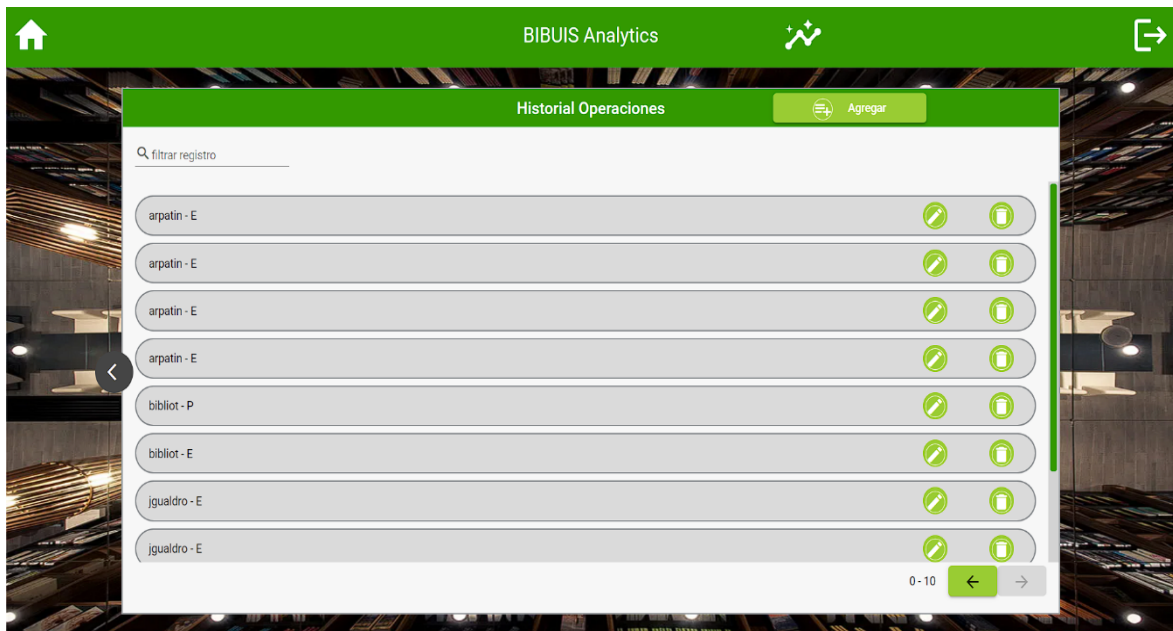 BIBUIS Analytics
Historial Operaciones
Agregar
filtrar registro
arpatin - E
arpatin - E
arpatin - E
arpatin - E
bibliot - P
bibliot - E
jgualdro - E
jgualdro - E
0 - 10